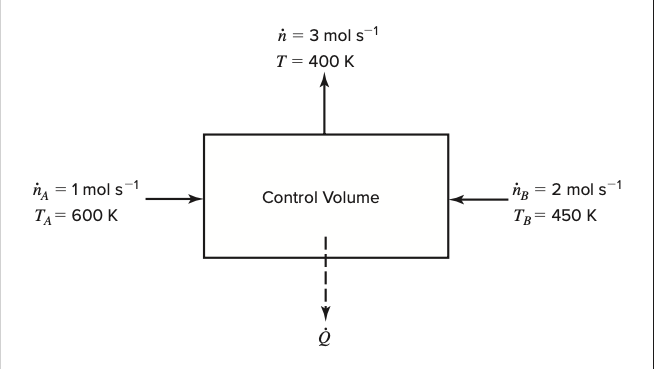 ṅ = 3 mol s⁻¹
T = 400 K
ṅ_A = 1 mol s⁻¹
T_A = 600 K
Control Volume
ṅ_B = 2 mol s⁻¹
T_B = 450 K
Q̇